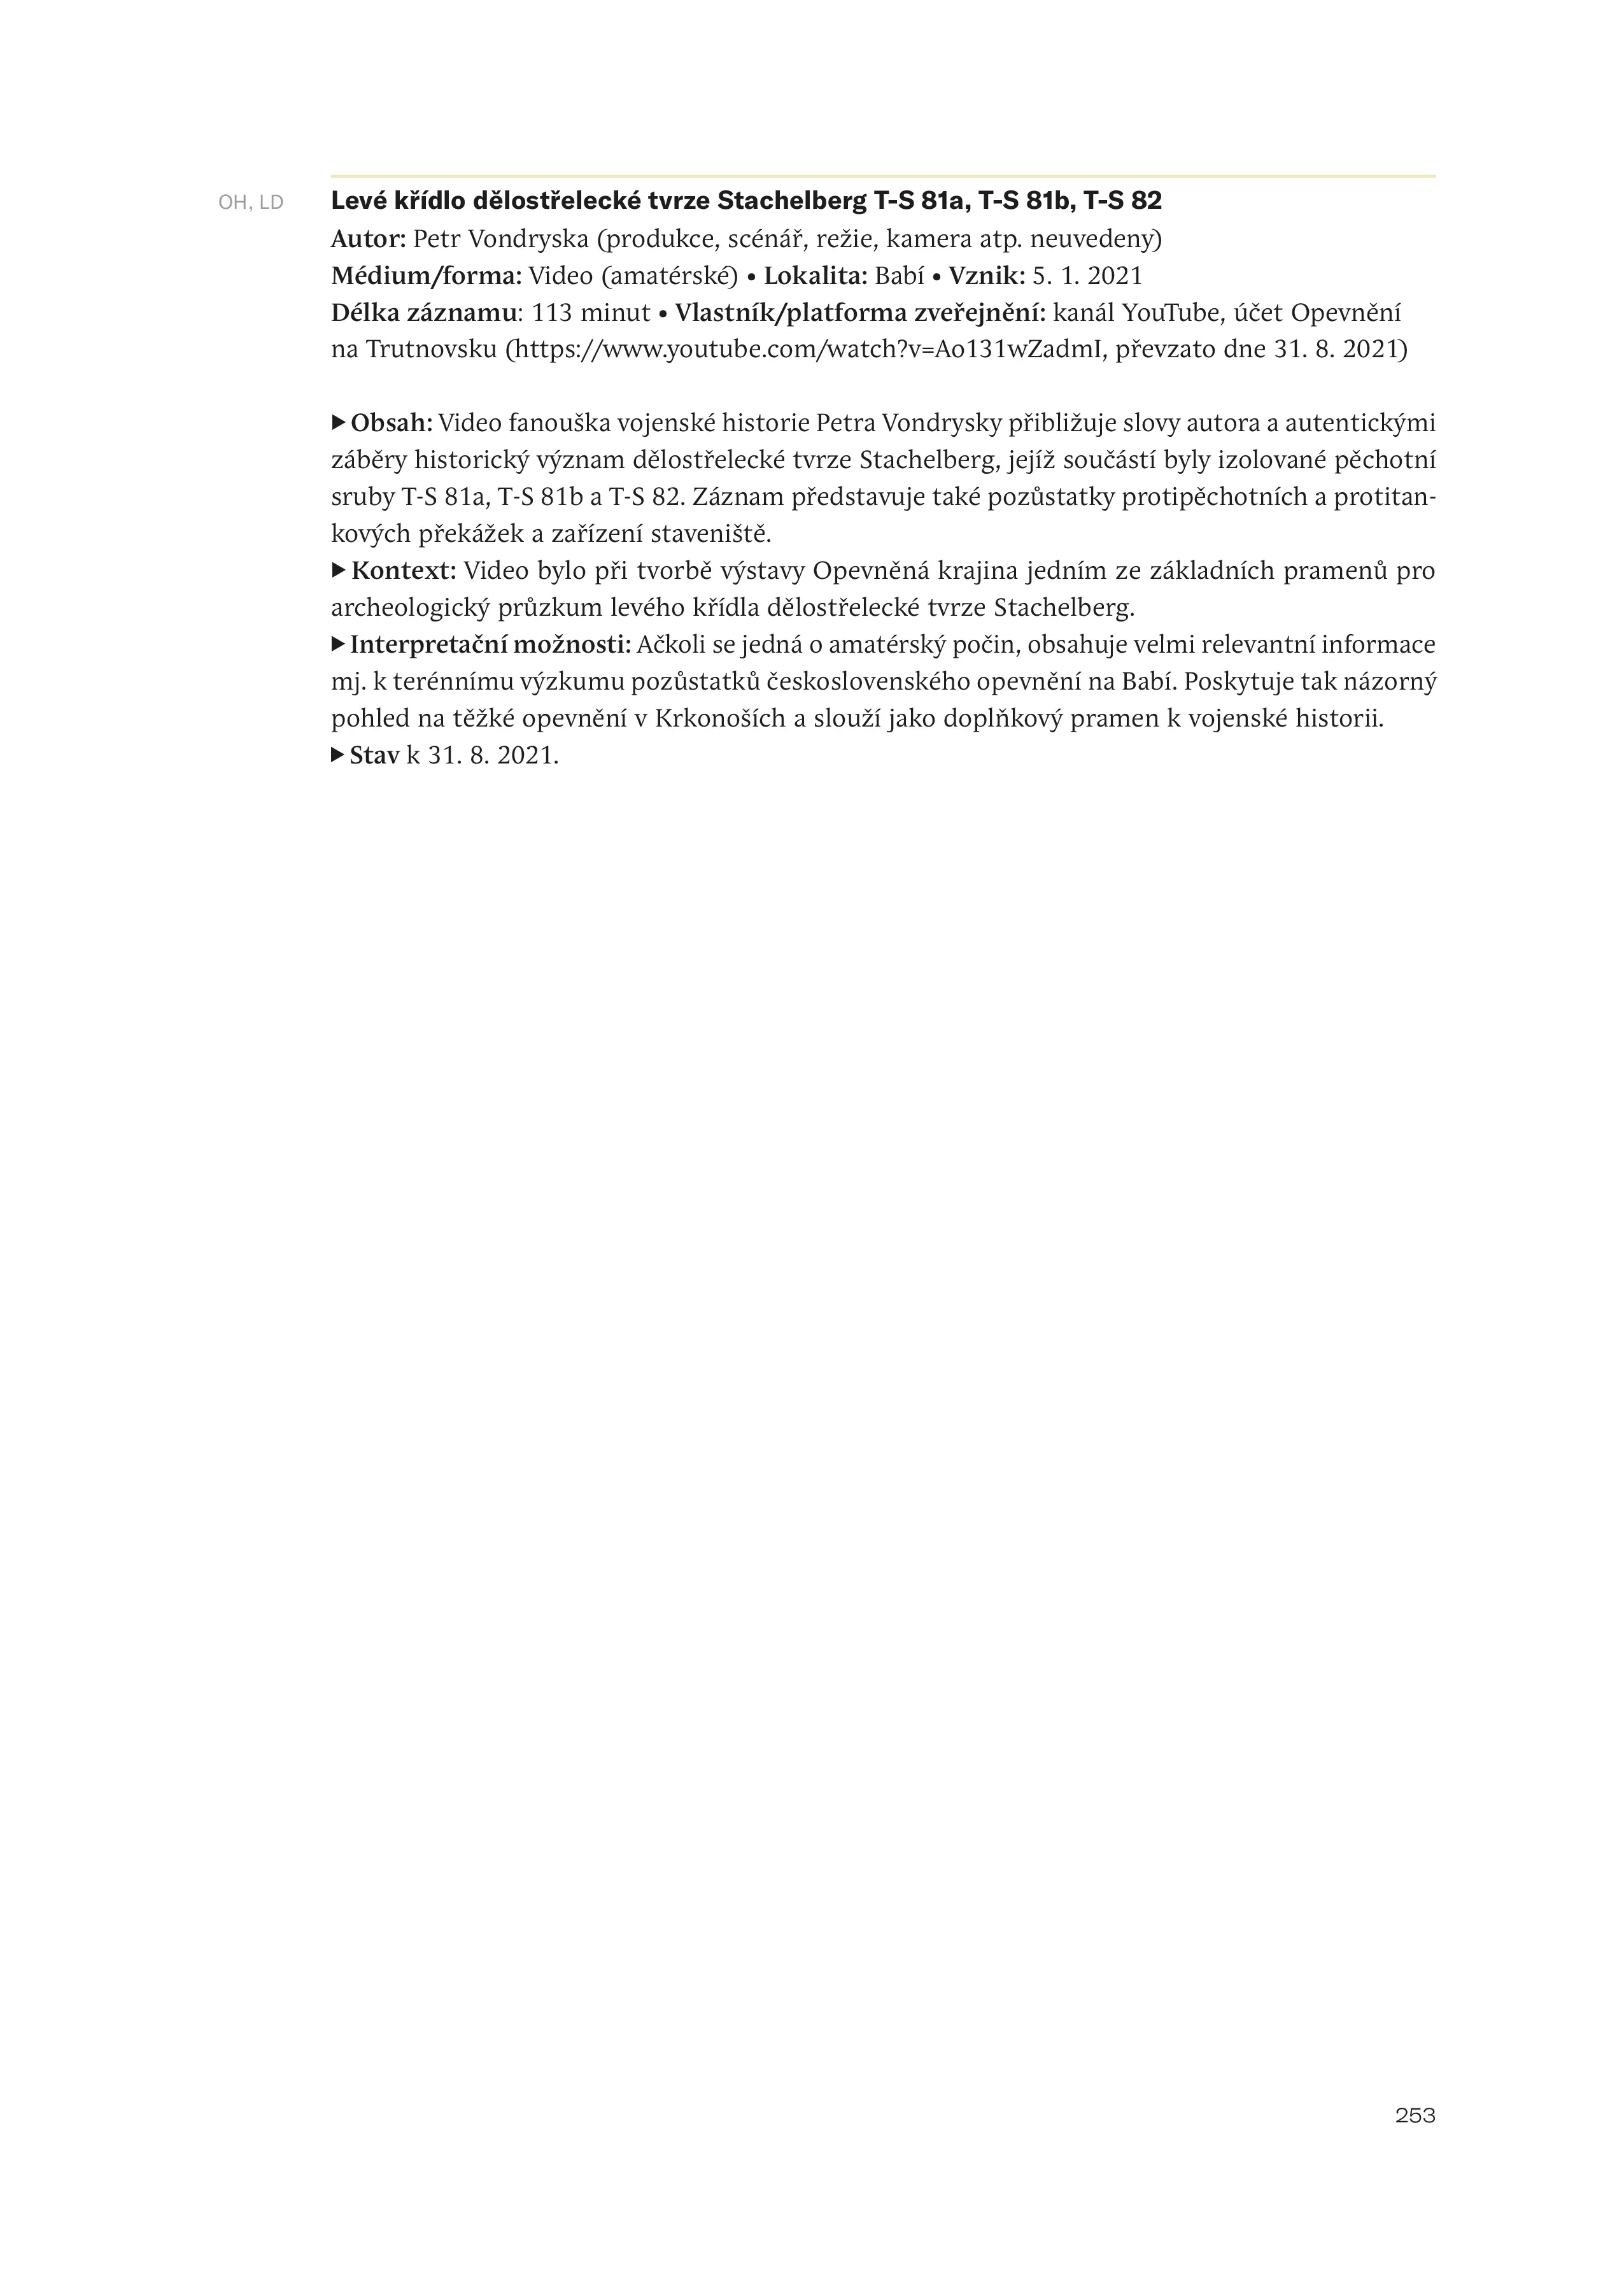 OH, LD
Levé křídlo dělostřelecké tvrze Stachelberg T-S 81a, T-S 81b, T-S 82
Autor: Petr Vondryska (produkce, scénář, režie, kamera atp. neuvedeny)
Médium/forma: Video (amatérské) • Lokalita: Babí • Vznik: 5. 1. 2021
Délka záznamu: 113 minut • Vlastník/platforma zveřejnění: kanál YouTube, účet Opevnění
na Trutnovsku (https://www.youtube.com/watch?v=Ao131wZadmI, převzato dne 31. 8. 2021)
▶ Obsah: Video fanouška vojenské historie Petra Vondrysky přibližuje slovy autora a autentickými
záběry historický význam dělostřelecké tvrze Stachelberg, jejíž součástí byly izolované pěchotní
sruby T-S 81a, T-S 81b a T-S 82. Záznam představuje také pozůstatky protipěchotních a protitan-
kových překážek a zařízení staveniště.
▶ Kontext: Video bylo při tvorbě výstavy Opevněná krajina jedním ze základních pramenů pro
archeologický průzkum levého křídla dělostřelecké tvrze Stachelberg.
▶ Interpretační možnosti: Ačkoli se jedná o amatérský počin, obsahuje velmi relevantní informace
mj. k terénnímu výzkumu pozůstatků československého opevnění na Babí. Poskytuje tak názorný
pohled na těžké opevnění v Krkonoších a slouží jako doplňkový pramen k vojenské historii.
▶ Stav k 31. 8. 2021.
253